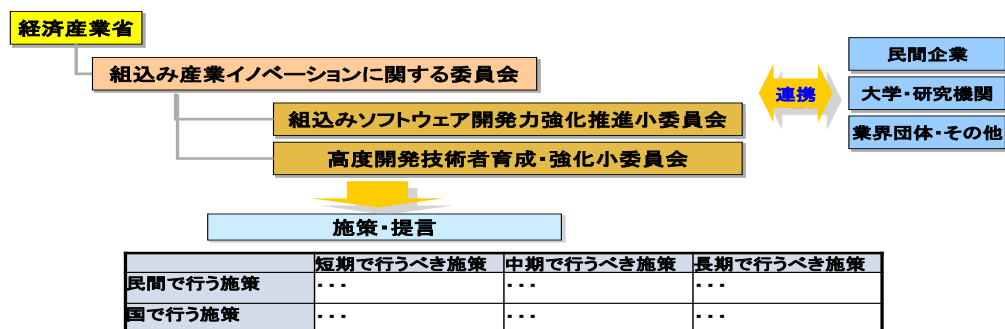 経済産業省
組込み産業イノベーションに関する委員会
組込みソフトウェア開発力強化推進小委員会
高度開発技術者育成・強化小委員会
連携
民間企業
大学・研究機関
業界団体・その他
施策・提言
短期で行うべき施策 中期で行うべき施策 長期で行うべき施策
民間で行う施策 ・・・ ・・・ ・・・
国で行う施策 ・・・ ・・・ ・・・